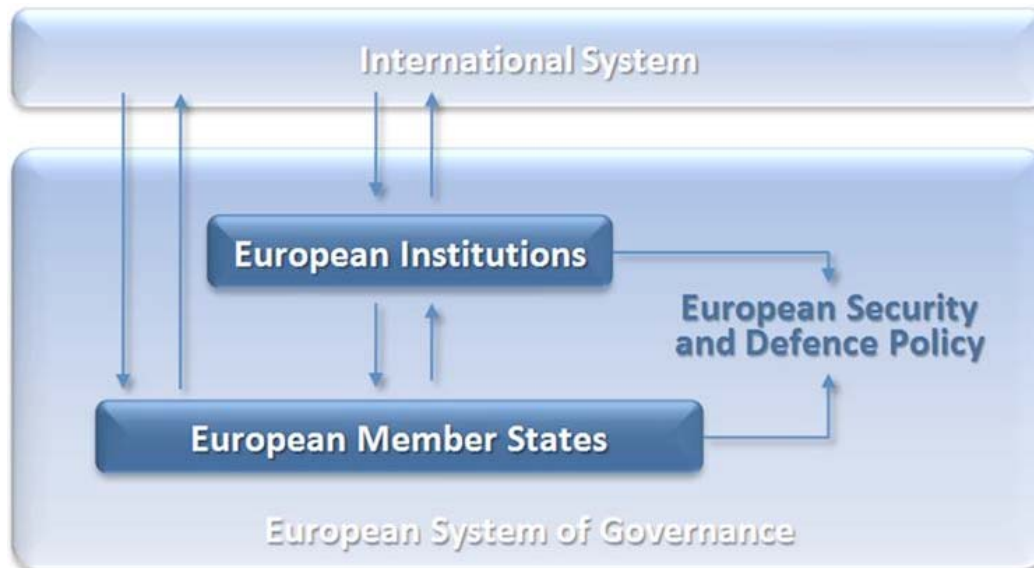 International System
European Institutions
European Security
and Defence Policy
European Member States
European System of Governance